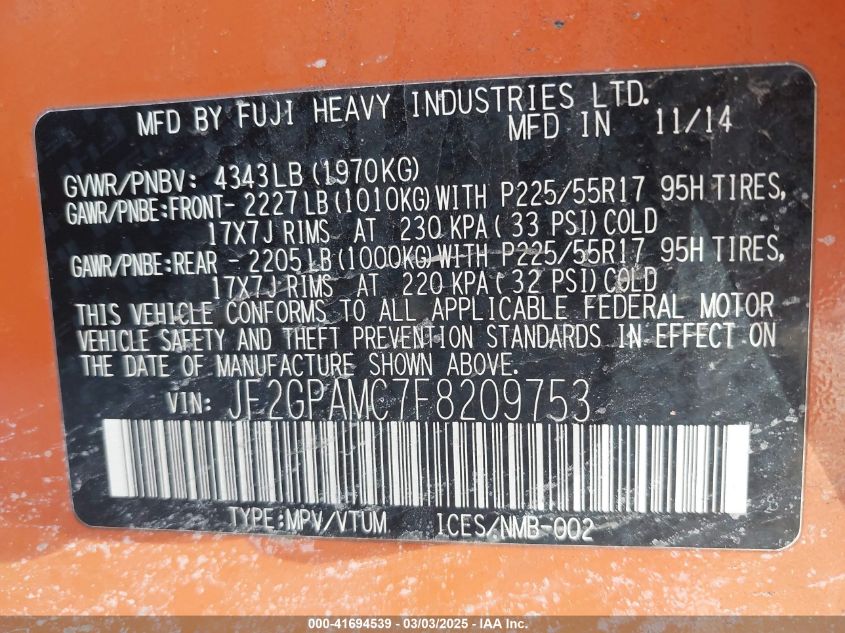 MFD BY FUJI HEAVY INDUSTRIES LTD.
MFD IN 11/14
GVWR/PNBV: 4343LB(1970KG)
GAWR/PNBE:FRONT- 2227LB(1010KG)WITH P225/55R17 95H TIRES,
17X7J RIMS AT 230 KPA(33 PSI)COLD
GAWR/PNBE:REAR - 2205LB(1000KG)WITH P225/55R17 95H TIRES,
17X7J RIMS AT 220 KPA(32 PSI)COLD
THIS VEHICLE CONFORMS TO ALL APPLICABLE FEDERAL MOTOR
VEHICLE SAFETY AND THEFT PREVENTION STANDARDS IN EFFECT ON
THE DATE OF MANUFACTURE SHOWN ABOVE.
VIN: JF2GPAMC7F8209753
TYPE:MPV/VTUM ICES/NMB-002
000-41694539 - 03/03/2025 - COPART.COM